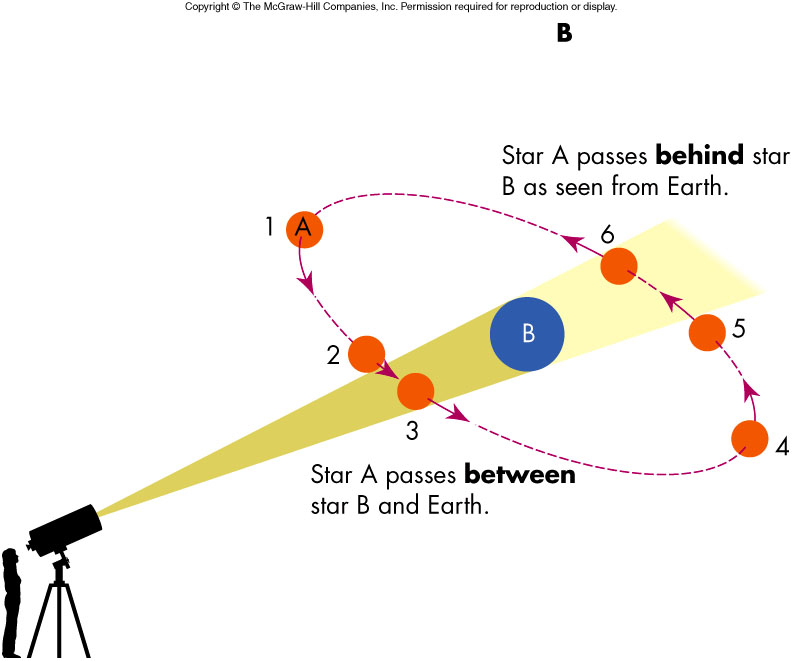 Copyright © The McGraw-Hill Companies, Inc. Permission required for reproduction or display.
B
Star A passes behind star
B as seen from Earth.
1
A
6
2
B
5
3
4
Star A passes between
star B and Earth.